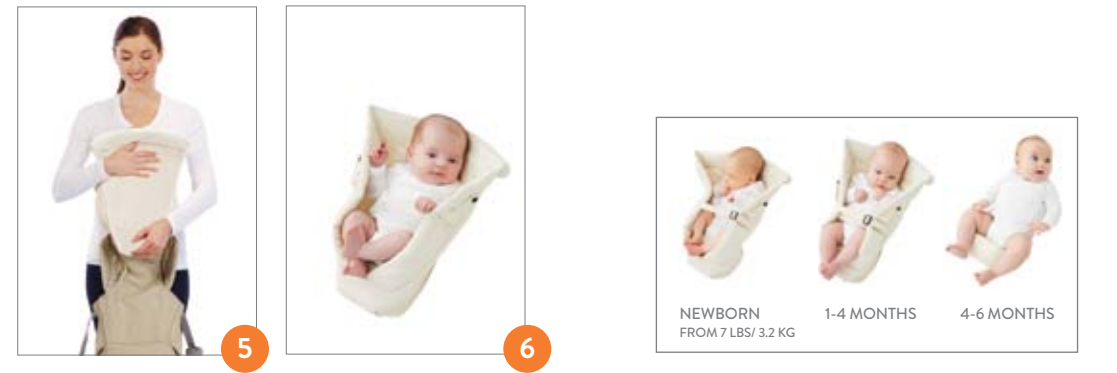 5
6
NEWBORN
FROM 7 LBS/ 3.2 KG
1-4 MONTHS
4-6 MONTHS